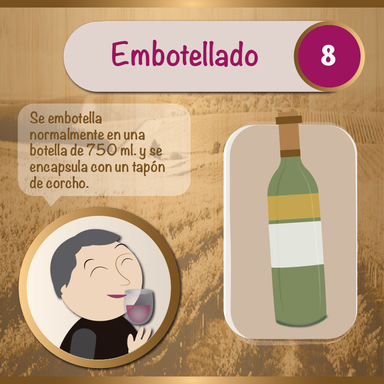 Embotellado
8
Se embotella
normalmente en una
botella de 750 ml. y se
encapsula con un tapón
de corcho.